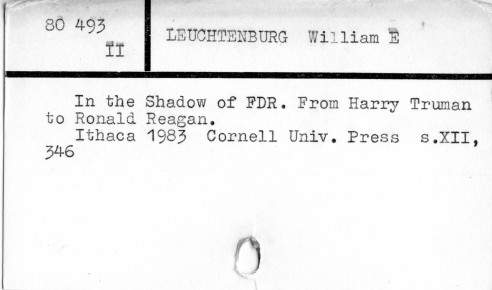 80 493
II
LEUCHTENBURG William E
In the Shadow of FDR. From Harry Truman
to Ronald Reagan.
Ithaca 1983 Cornell Univ. Press s.XII,
346